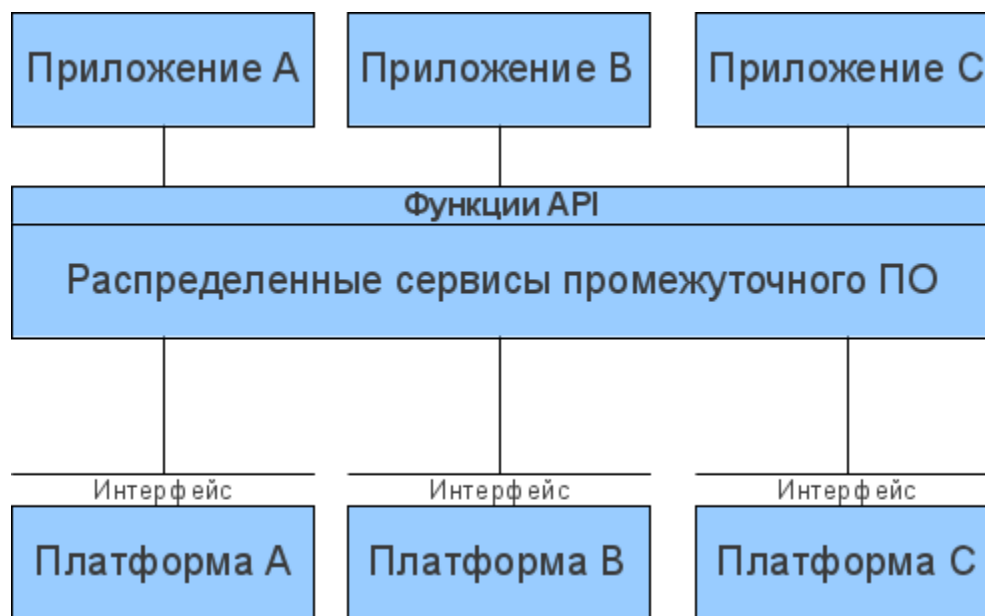 Приложение A
Приложение B
Приложение C
Функции API
Распределенные сервисы промежуточного ПО
Интерфейс
Интерфейс
Интерфейс
Платформа A
Платформа B
Платформа C